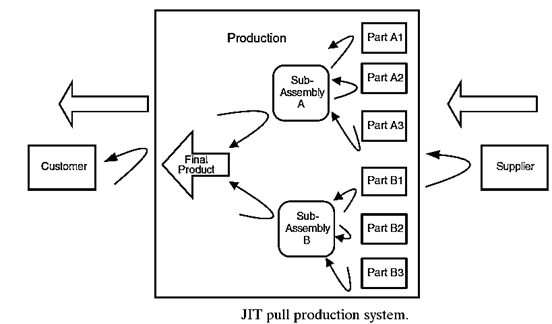 Production
Part A1
Part A2
Part A3
Sub-
Assembly
A
Customer
Final
Product
Supplier
Part B1
Part B2
Part B3
Sub-
Assembly
B
JIT pull production system.